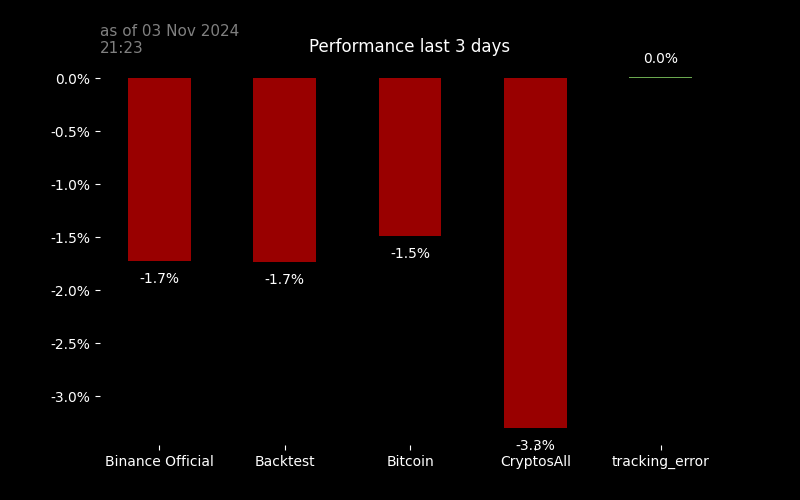 as of 03 Nov 2024
21:23
Performance last 3 days
0.0%
0.0%
-0.5%
-1.0%
-1.5%
-2.0%
-2.5%
-3.0%
-1.7%
-1.7%
-1.5%
-3.3%
Binance Official
Backtest
Bitcoin
CryptosAll
tracking_error